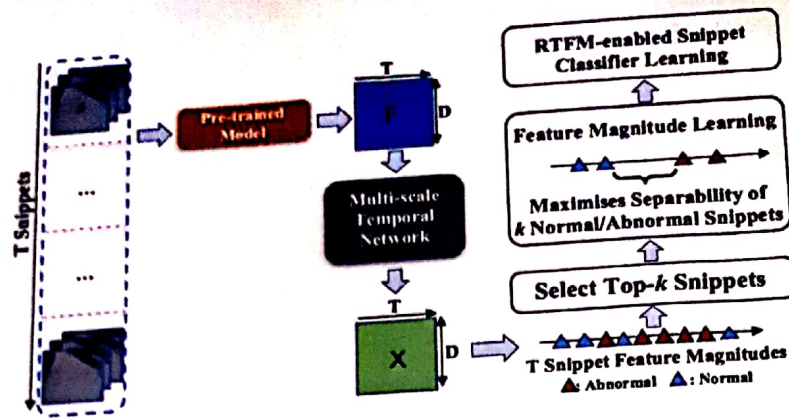 T Snippets
...
...
Pre-trained
Model
T
F
D
Multi-scale
Temporal
Network
T
X
D
RTFM-enabled Snippet
Classifier Learning
Feature Magnitude Learning
Maximises Separability of
k Normal/Abnormal Snippets
Select Top-k Snippets
T Snippet Feature Magnitudes
: Abnormal : Normal